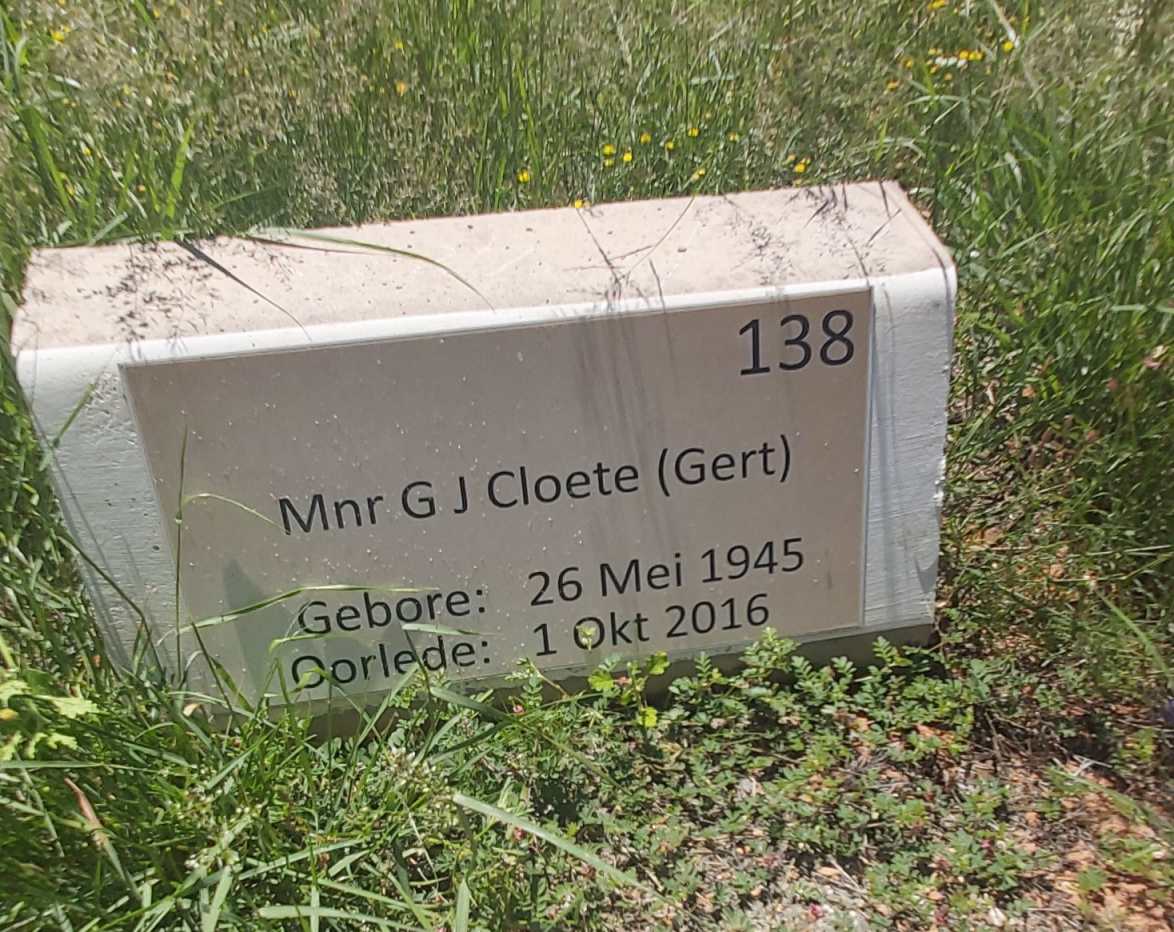 138
Mnr G J Cloete (Gert)
Gebore: 26 Mei 1945
Oorlede: 1 Okt 2016